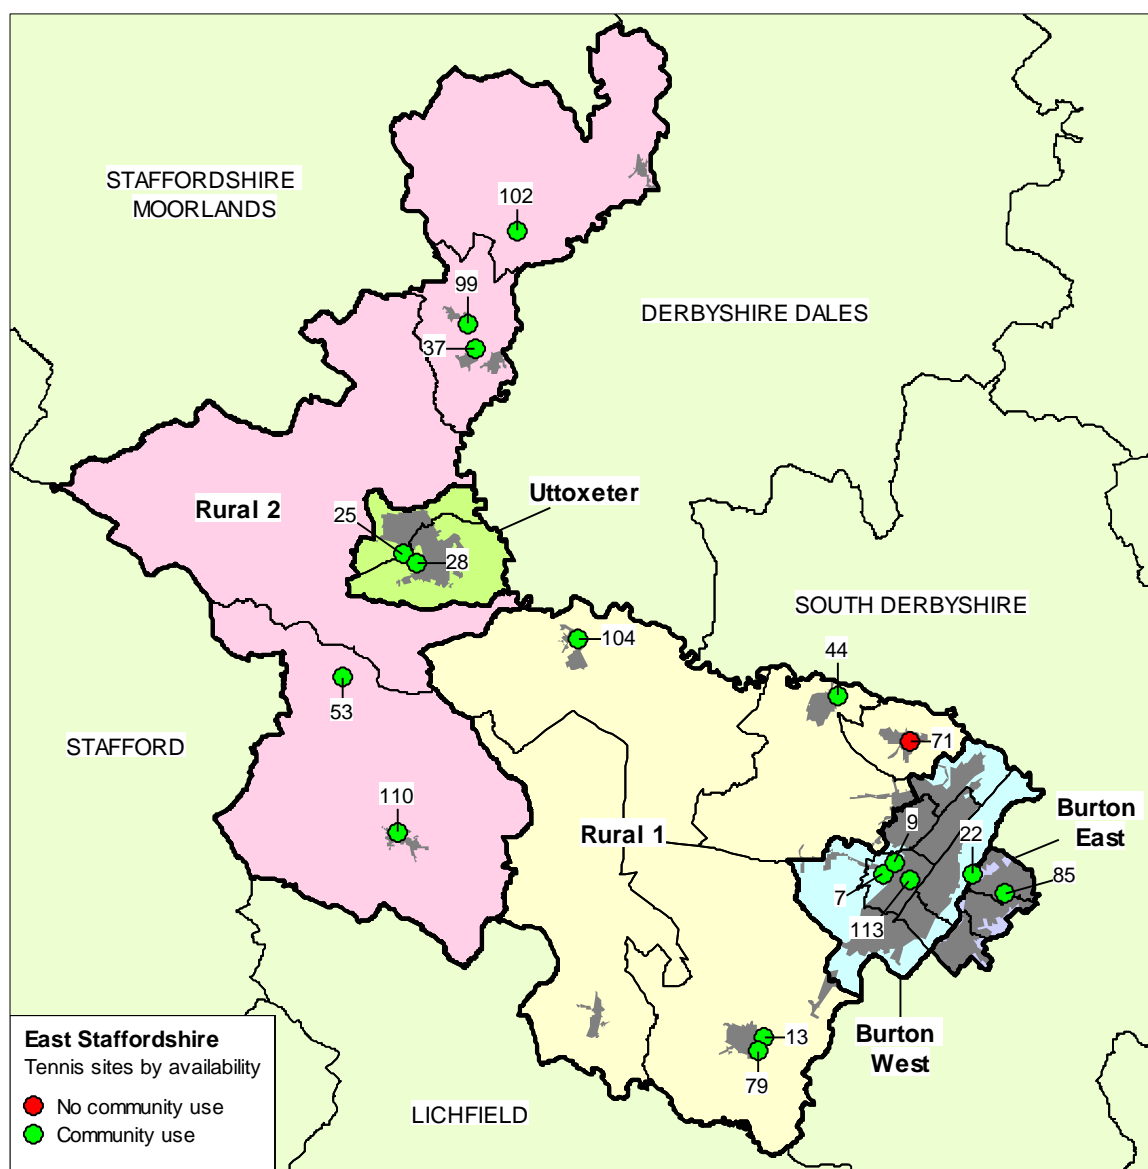 STAFFORDSHIRE
MOORLANDS
102
99
DERBYSHIRE DALES
37
Uttoxeter
Rural 2
25
28
SOUTH DERBYSHIRE
104
44
53
71
STAFFORD
110
Burton
East
Rural 1
9
22
85
7
113
13
Burton
West
79
LICHFIELD
East Staffordshire
Tennis sites by availability
No community use
Community use